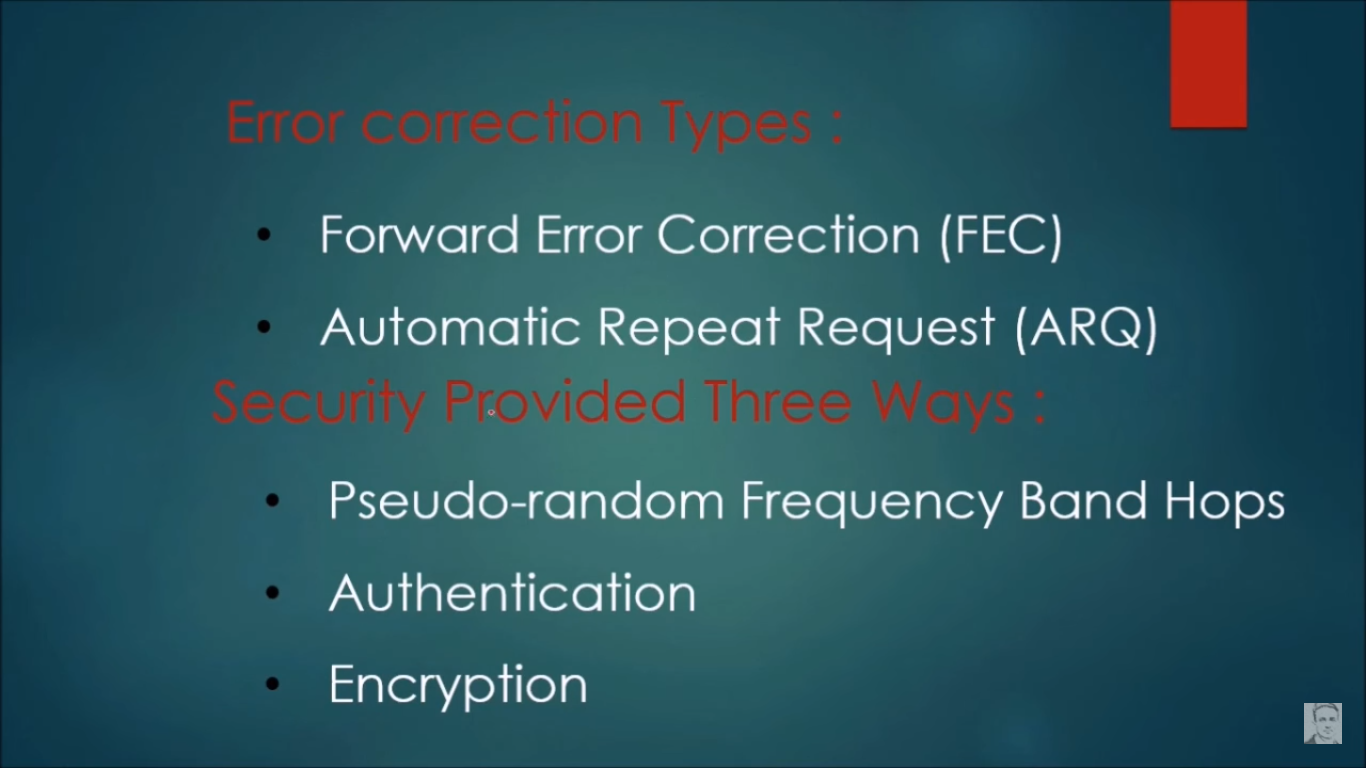 Error correction Types :
• Forward Error Correction (FEC)
• Automatic Repeat Request (ARQ)
Security Provided Three Ways :
• Pseudo-random Frequency Band Hops
• Authentication
• Encryption